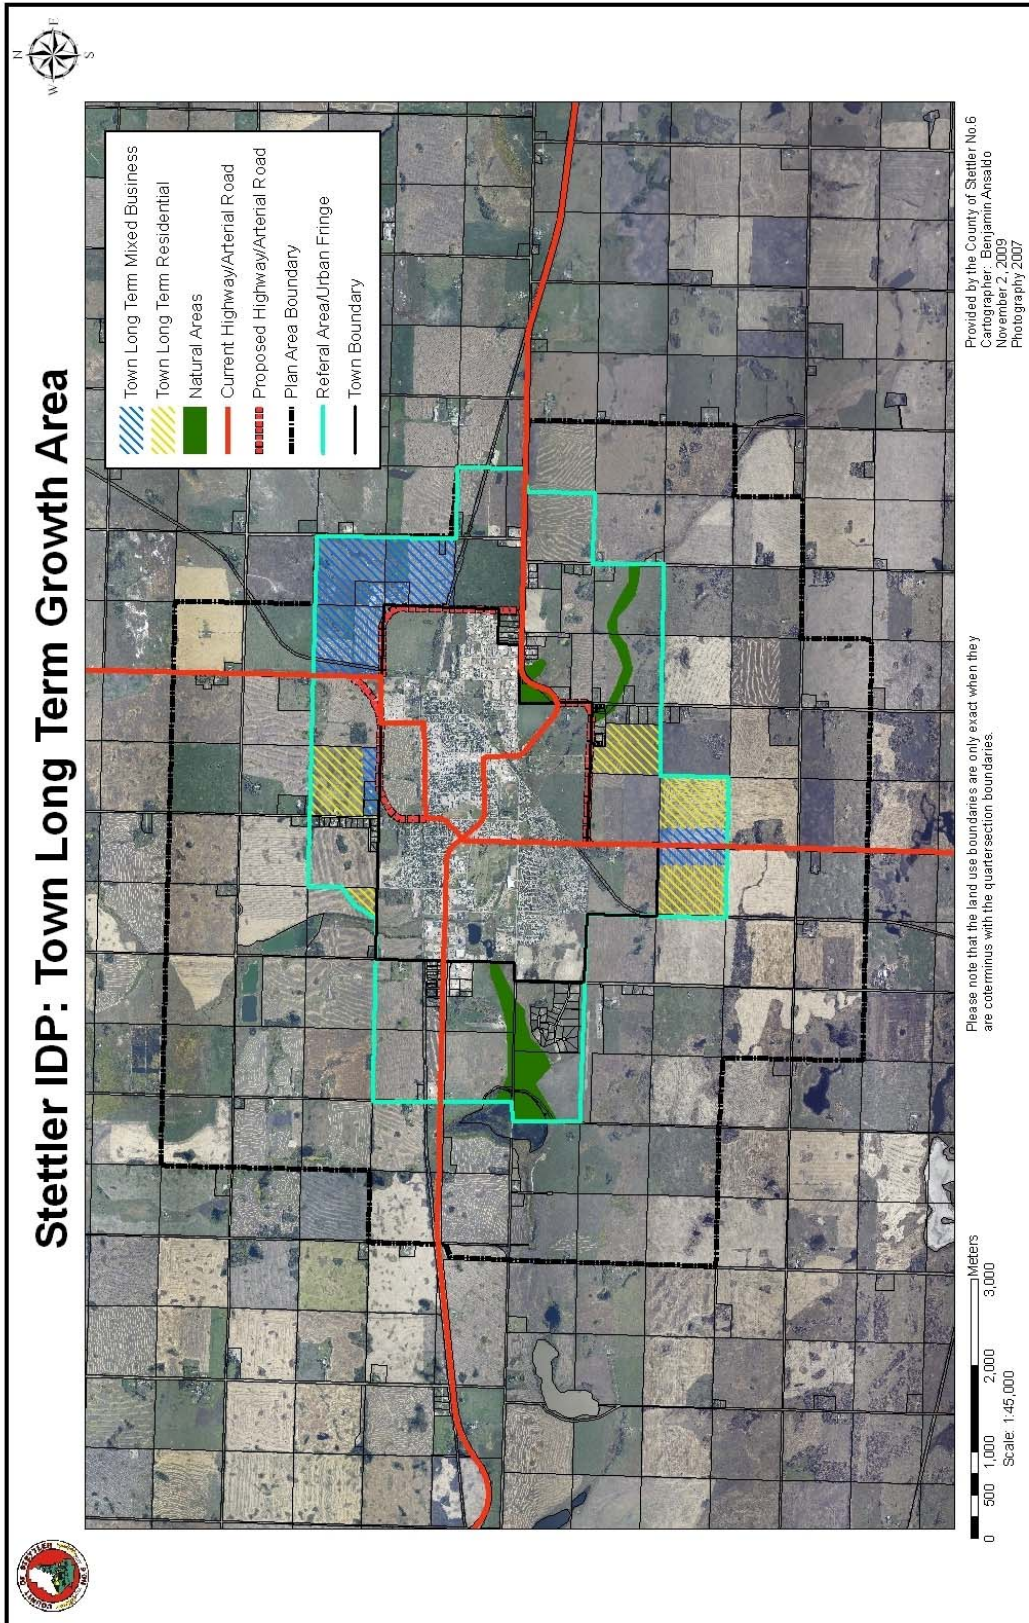 Stettler IDP: Town Long Term Growth Area
N
W
E
S
Town Long Term Mixed Business
Town Long Term Residential
Natural Areas
Current Highway/Arterial Road
Proposed Highway/Arterial Road
Plan Area Boundary
Referal Area/Urban Fringe
Town Boundary
0 500 1,000 2,000 3,000
Meters
Scale: 1:45,000
Please note that the land use boundaries are only exact when they
are coterminus with the quartersection boundaries.
Provided by the County of Stettler No.6
Cartographer: Benjamin Ansaldo
November 2, 2009
Photography 2007